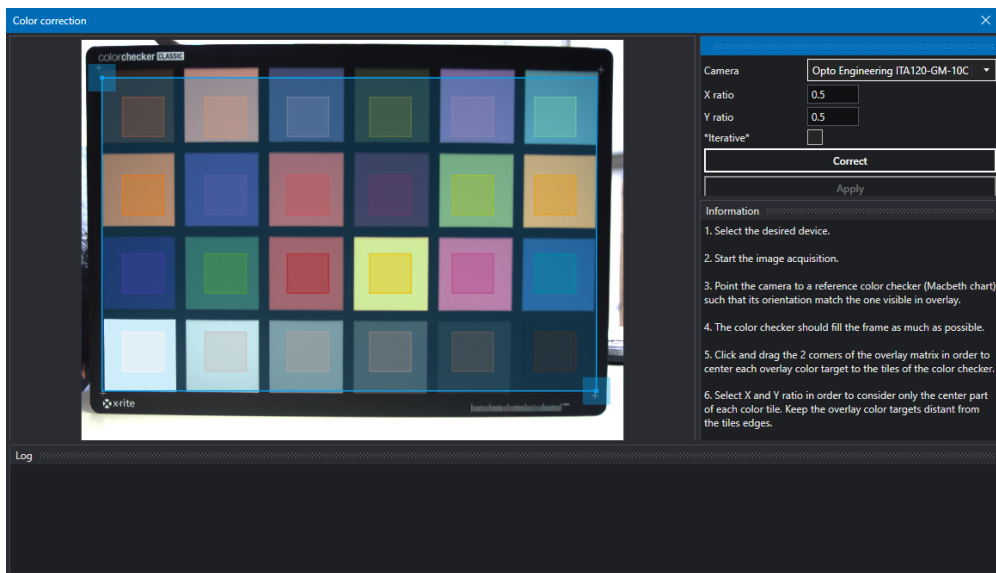 Color correction
colorchecker CLASSIC
x·rite
Camera
Opto Engineering ITA120-GM-10C
X ratio
0.5
Y ratio
0.5
*Iterative*
Correct
Apply
Information
1. Select the desired device.
2. Start the image acquisition.
3. Point the camera to a reference color checker (Macbeth chart)
such that its orientation match the one visible in overlay.
4. The color checker should fill the frame as much as possible.
5. Click and drag the 2 corners of the overlay matrix in order to
center each overlay color target to the tiles of the color checker.
6. Select X and Y ratio in order to consider only the center part
of each color tile. Keep the overlay color targets distant from
the tiles edges.
Log